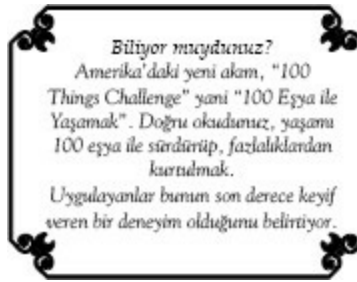 Biliyor muydunuz?
Amerika'daki yeni akım, "100
Things Challenge" yani "100 Eşya ile
Yaşamak". Doğru okudunuz, yaşamı
100 eşya ile sürdürüp, fazlalıklardan
kurtulmak.
Uygulayanlar bunun son derece keyif
veren bir deneyim olduğunu belirtiyor.